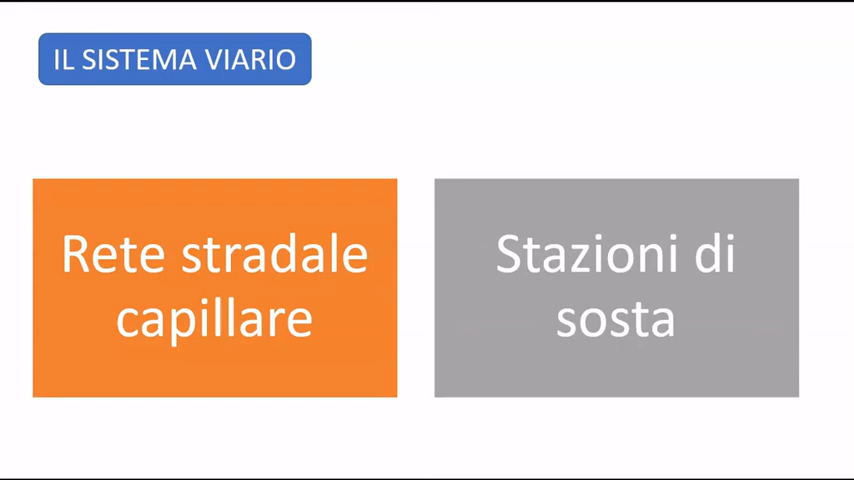 IL SISTEMA VIARIO
Rete stradale
capillare
Stazioni di
sosta